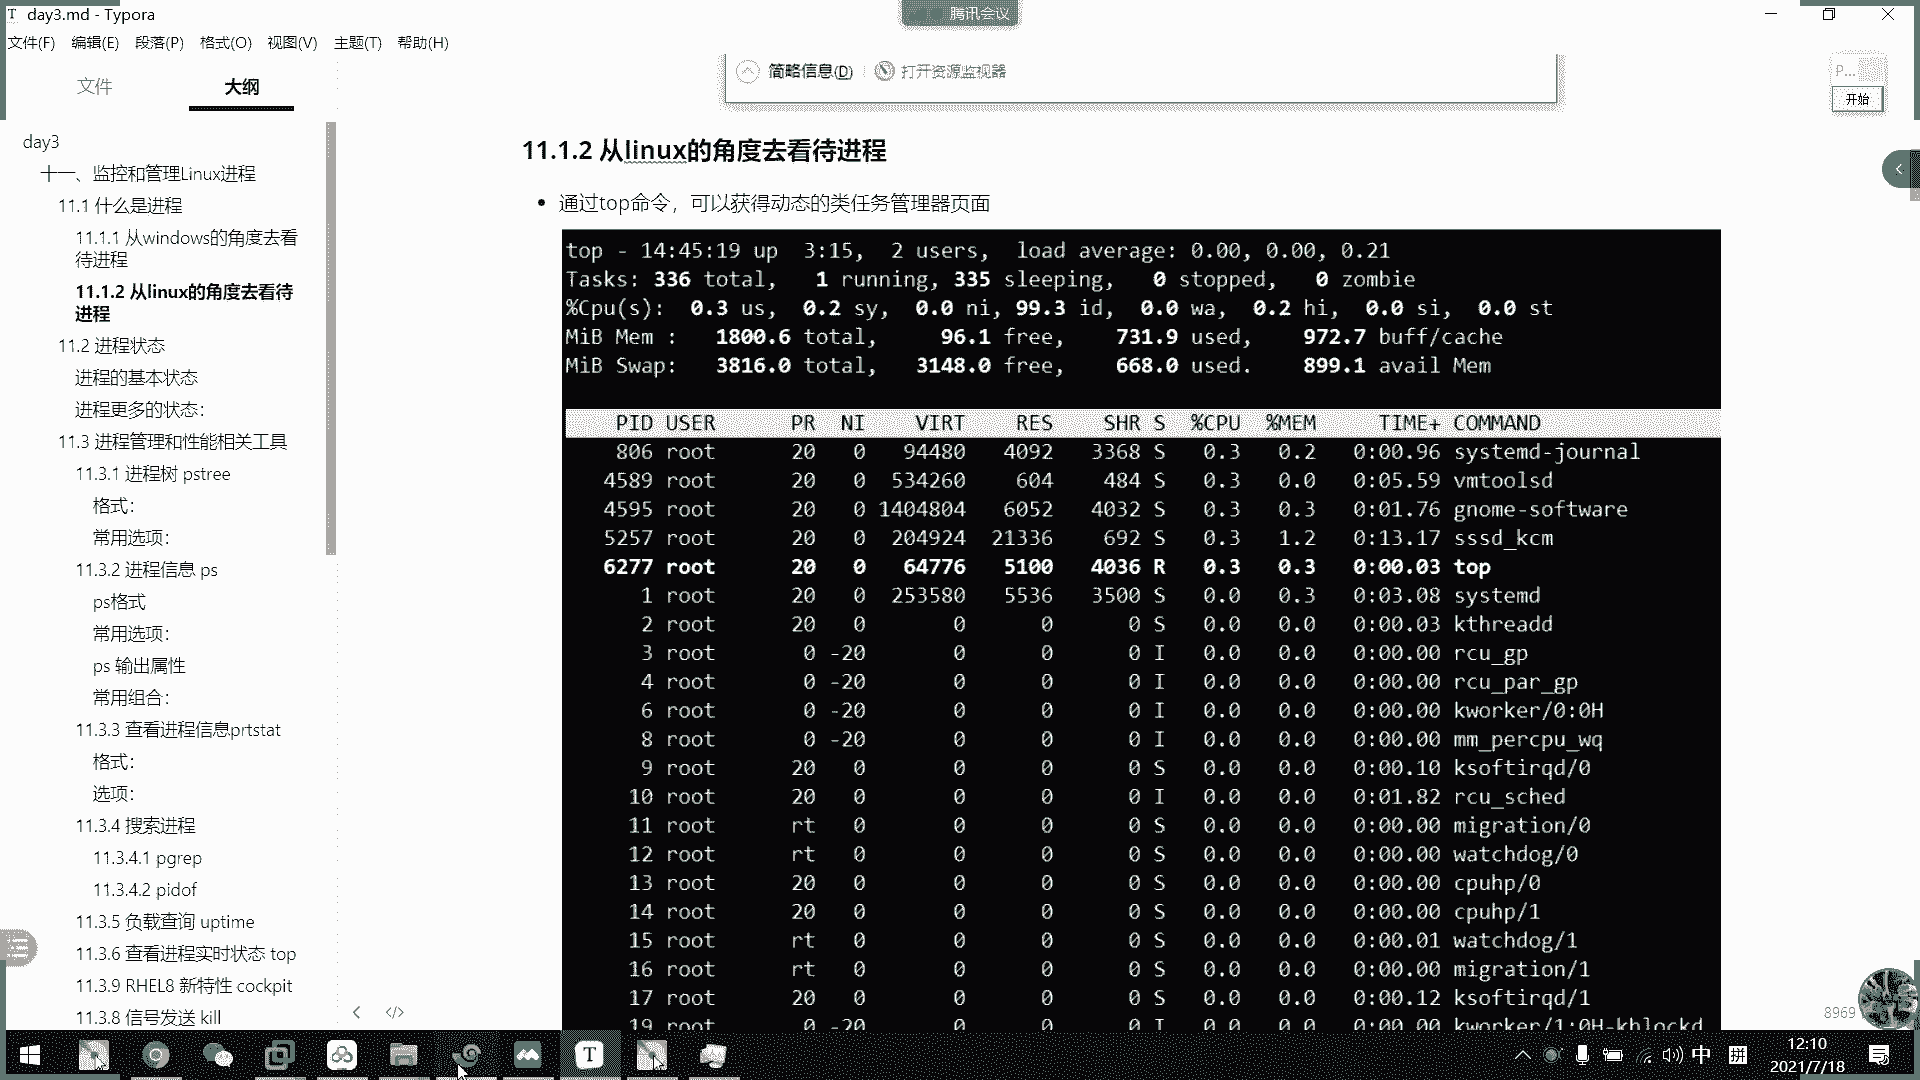 day3.md - Typora
腾讯会议
文件(F) 编辑(E) 段落(P) 格式(O) 视图(V) 主题(T) 帮助(H)
文件 大纲
day3
十一、监控和管理Linux进程
11.1 什么是进程
11.1.1 从windows的角度去看
待进程
11.1.2 从linux的角度去看待
进程
11.2 进程状态
进程的基本状态
进程更多的状态：
11.3 进程管理和性能相关工具
11.3.1 进程树 pstree
格式：
常用选项：
11.3.2 进程信息 ps
ps格式
常用选项：
ps 输出属性
常用组合：
11.3.3 查看进程信息prtstat
格式：
选项：
11.3.4 搜索进程
11.3.4.1 pgrep
11.3.4.2 pidof
11.3.5 负载查询 uptime
11.3.6 查看进程实时状态 top
11.3.9 RHEL8 新特性 cockpit
11.3.8 信号发送 kill
简略信息(D) 打开资源监视器
P...
开始
11.1.2 从linux的角度去看待进程
通过top命令，可以获得动态的类任务管理器页面
top - 14:45:19 up 3:15, 2 users, load average: 0.00, 0.00, 0.21
Tasks: 336 total, 1 running, 335 sleeping, 0 stopped, 0 zombie
%Cpu(s): 0.3 us, 0.2 sy, 0.0 ni, 99.3 id, 0.0 wa, 0.2 hi, 0.0 si, 0.0 st
MiB Mem : 1800.6 total, 96.1 free, 731.9 used, 972.7 buff/cache
MiB Swap: 3816.0 total, 3148.0 free, 668.0 used. 899.1 avail Mem
PID USER PR NI VIRT RES SHR S %CPU %MEM TIME+ COMMAND
806 root 20 0 94480 4092 3368 S 0.3 0.2 0:00.96 systemd-journal
4589 root 20 0 534260 604 484 S 0.3 0.0 0:05.59 vmtoolsd
4595 root 20 0 1404804 6052 4032 S 0.3 0.3 0:01.76 gnome-software
5257 root 20 0 204924 21336 692 S 0.3 1.2 0:13.17 sssd_kcm
6277 root 20 0 64776 5100 4036 R 0.3 0.3 0:00.03 top
1 root 20 0 253580 5536 3500 S 0.0 0.3 0:03.08 systemd
2 root 20 0 0 0 0 S 0.0 0.0 0:00.03 kthreadd
3 root 0 -20 0 0 0 I 0.0 0.0 0:00.00 rcu_gp
4 root 0 -20 0 0 0 I 0.0 0.0 0:00.00 rcu_par_gp
6 root 0 -20 0 0 0 I 0.0 0.0 0:00.00 kworker/0:0H
8 root 0 -20 0 0 0 I 0.0 0.0 0:00.00 mm_percpu_wq
9 root 20 0 0 0 0 S 0.0 0.0 0:00.10 ksoftirqd/0
10 root 20 0 0 0 0 I 0.0 0.0 0:01.82 rcu_sched
11 root rt 0 0 0 0 S 0.0 0.0 0:00.00 migration/0
12 root rt 0 0 0 0 S 0.0 0.0 0:00.00 watchdog/0
13 root 20 0 0 0 0 S 0.0 0.0 0:00.00 cpuhp/0
14 root 20 0 0 0 0 S 0.0 0.0 0:00.00 cpuhp/1
15 root rt 0 0 0 0 S 0.0 0.0 0:00.01 watchdog/1
16 root rt 0 0 0 0 S 0.0 0.0 0:00.00 migration/1
17 root 20 0 0 0 0 S 0.0 0.0 0:00.12 ksoftirqd/1
19 root 0 -20 0 0 0 I 0.0 0.0 0:00.00 kworker/1:0H-kblockd
8969
中 拼
12:10
2021/7/18